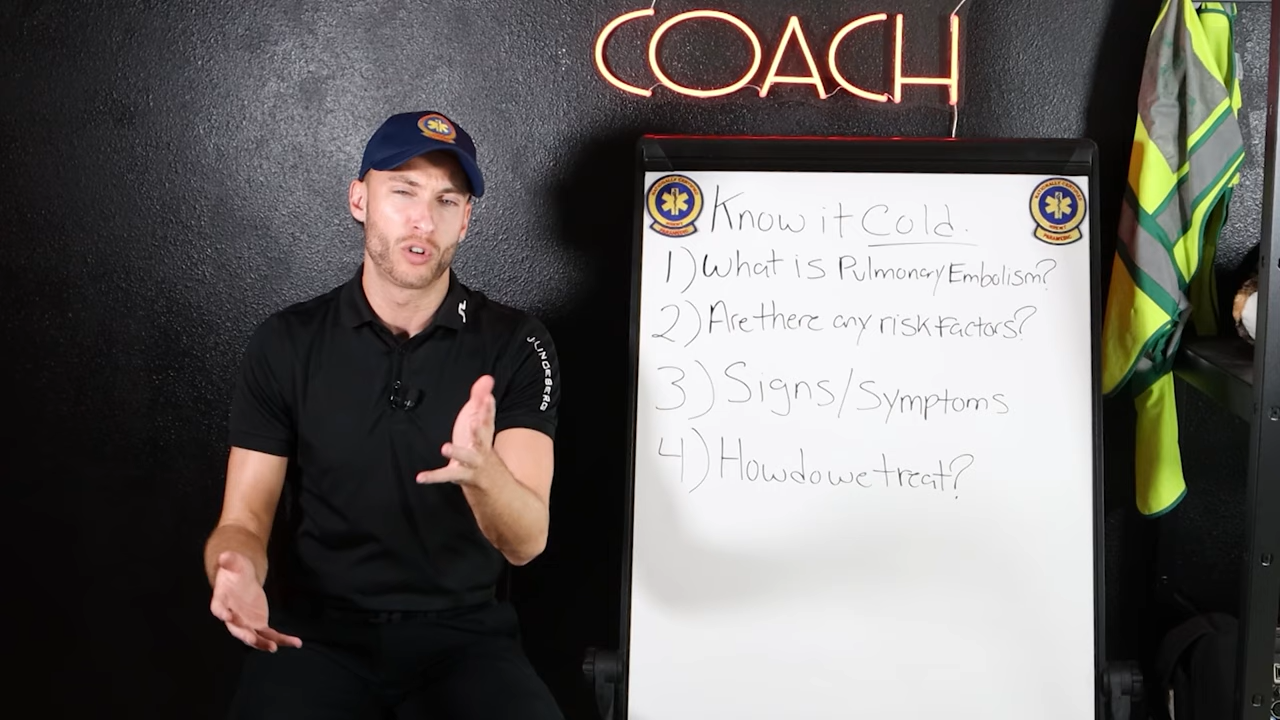 COACH
Know it Cold.
1) What is Pulmonary Embolism?
2) Are there any risk Factors?
3) Signs/Symptoms
4) How do we treat?
J.LINDEBERG